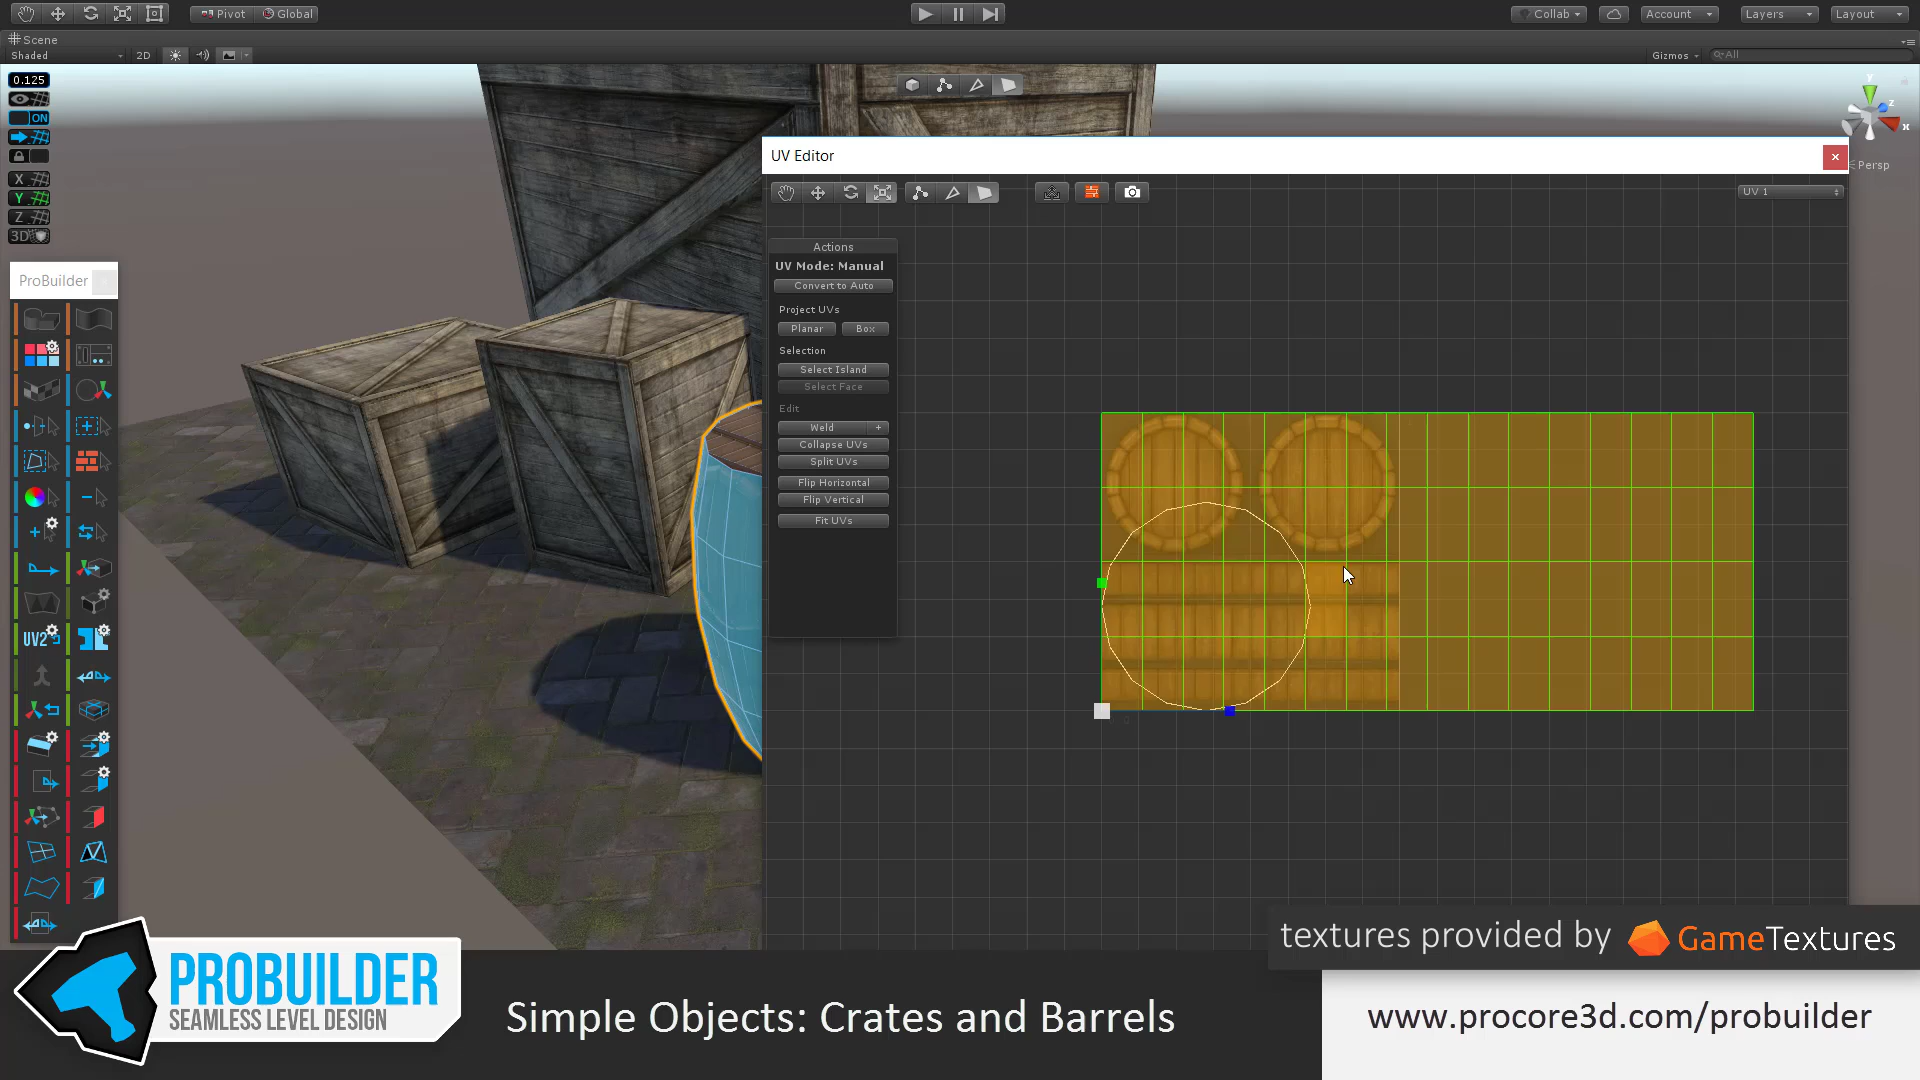 Pivot
Global
Collab
Account
Layers
Layout
Scene
Shaded
2D
Gizmos
All
0.125
ON
X
Y
Z
3D
y
z
x
Persp
UV Editor
UV 1
Actions
UV Mode: Manual
Convert to Auto
Project UVs
Planar
Box
Selection
Select Island
Select Face
Edit
Weld
+
Collapse UVs
Split UVs
Flip Horizontal
Flip Vertical
Fit UVs
ProBuilder
UV2
textures provided by GameTextures
PROBUILDER
SEAMLESS LEVEL DESIGN
Simple Objects: Crates and Barrels
www.procore3d.com/probuilder